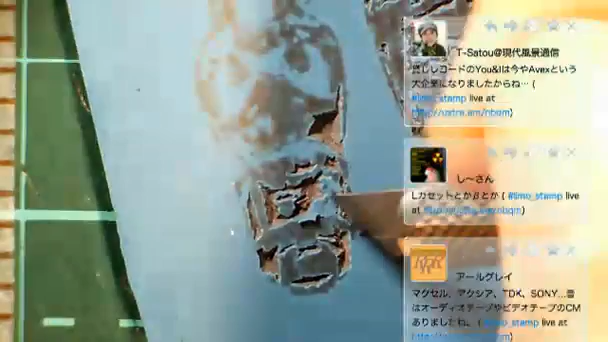 T-Satou@現代風景通信
貸しレコードのYou&Iは今やAvexという
大企業になりましたからね… (
#limo_stamp live at
し〜さん
Lカセットとかβとか ( #limo_stamp live
at
アールグレイ
マクセル、アクシア、TDK、SONY…昔
はオーディオテープやビデオテープのCM
ありましたね。 ( #limo_stamp live at